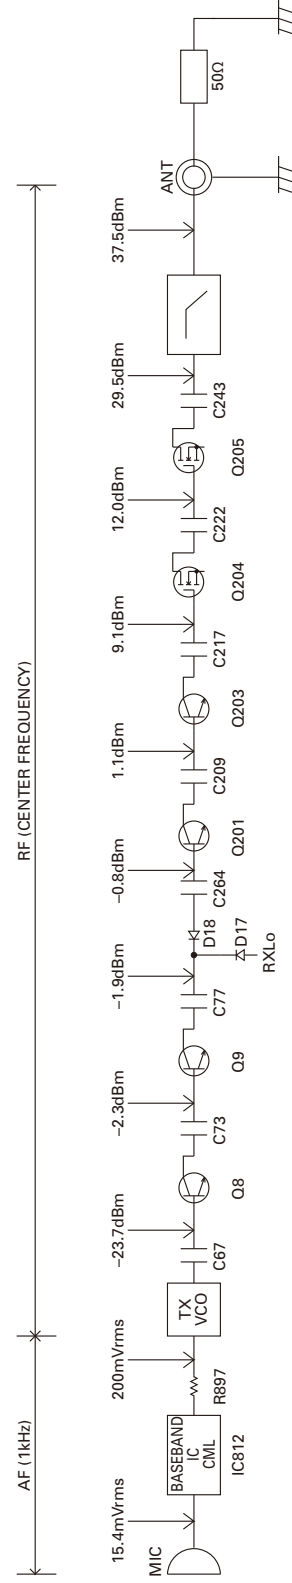 AF (1kHz)
RF (CENTER FREQUENCY)
15.4mVrms
200mVrms
–23.7dBm
–2.3dBm
–1.9dBm
–0.8dBm
1.1dBm
9.1dBm
12.0dBm
29.5dBm
37.5dBm
MIC
BASEBAND
IC
CML
IC812
R897
TX
VCO
C67
Q8
C73
Q9
C77
D18
D17
RXLo
C264
Q201
C209
Q203
C217
Q204
C222
Q205
C243
ANT
50Ω